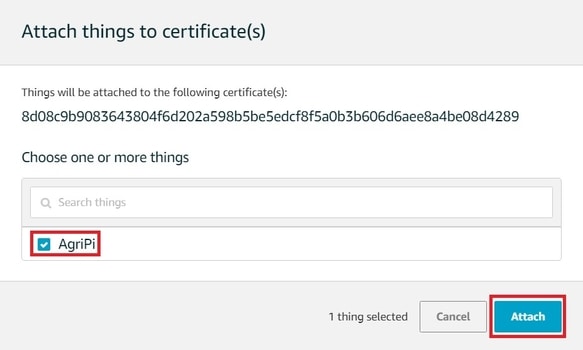 Attach things to certificate(s)
Things will be attached to the following certificate(s):
8d08c9b9083643804f6d202a598b5be5edcf8f5a0b3b606d6aee8a4be08d4289
Choose one or more things
Search things
AgriPi
1 thing selected Cancel Attach